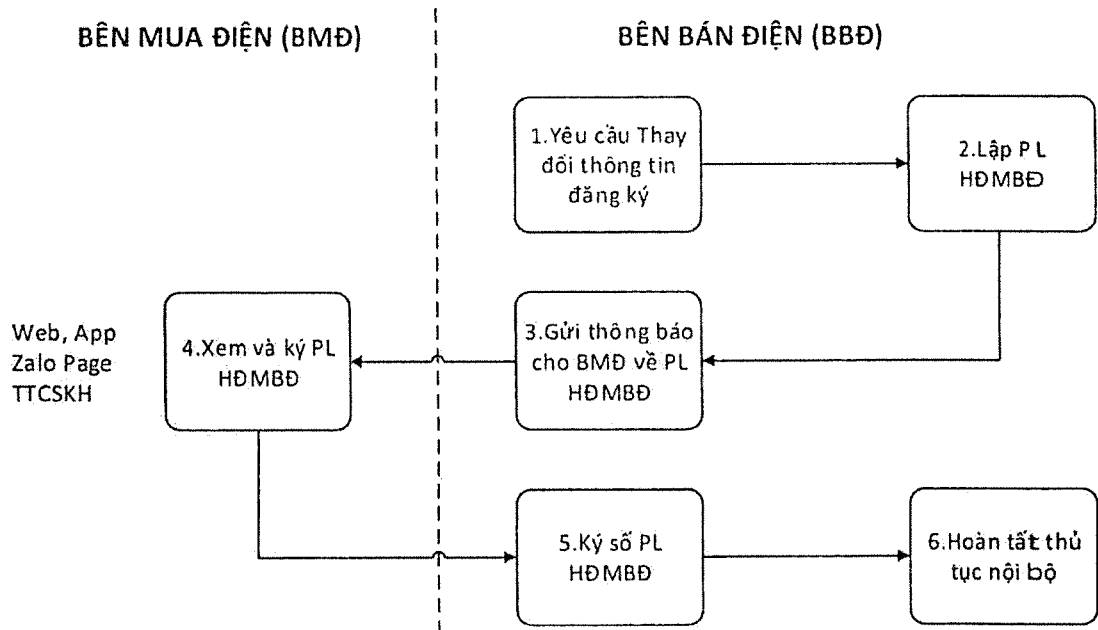 BÊN MUA ĐIỆN (BMĐ)
BÊN BÁN ĐIỆN (BBĐ)
1.Yêu cầu Thay
đổi thông tin
đăng ký
2.Lập PL
HĐMBĐ
3.Gửi thông báo
cho BMĐ về PL
HĐMBĐ
4.Xem và ký PL
HĐMBĐ
Web, App
Zalo Page
TTCSKH
5.Ký số PL
HĐMBĐ
6.Hoàn tất thủ
tục nội bộ